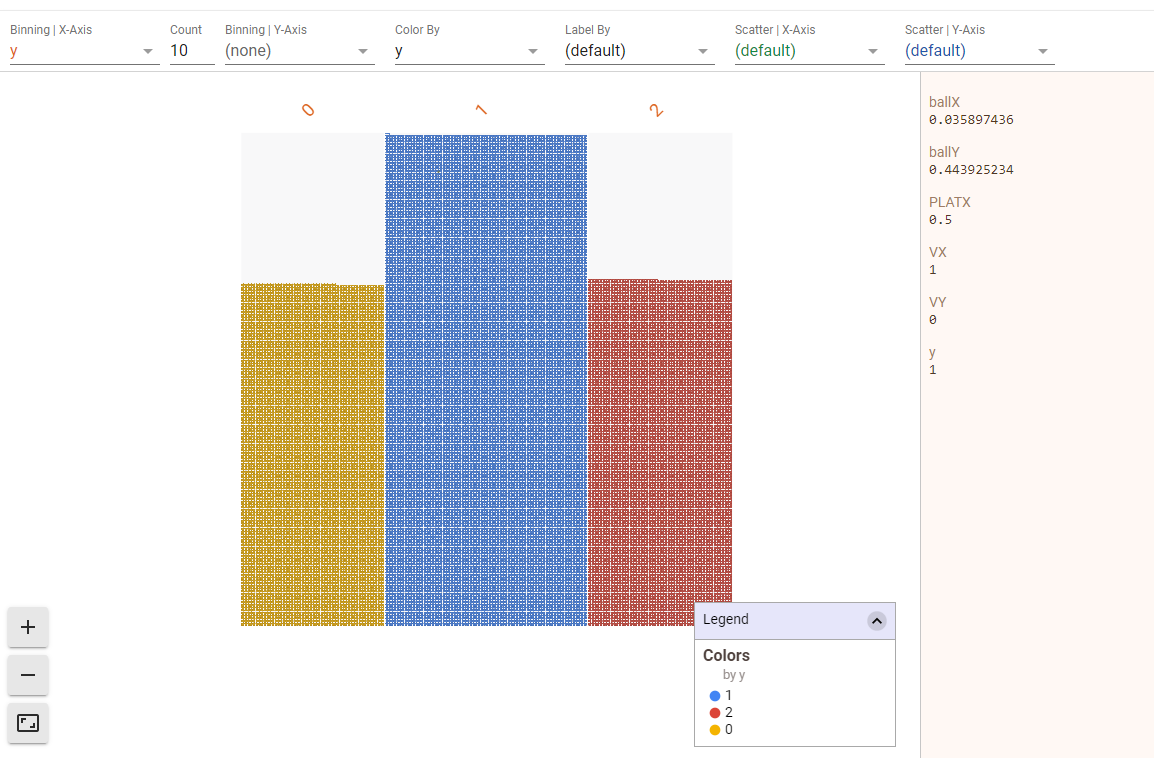 Binning | X-Axis Count Binning | Y-Axis Color By Label By Scatter | X-Axis Scatter | Y-Axis
y 10 (none) y (default) (default) (default)
0 1 2
ballX
0.035897436
ballY
0.443925234
PLATX
0.5
VX
1
VY
0
y
1
Legend
Colors
by y
1
2
0